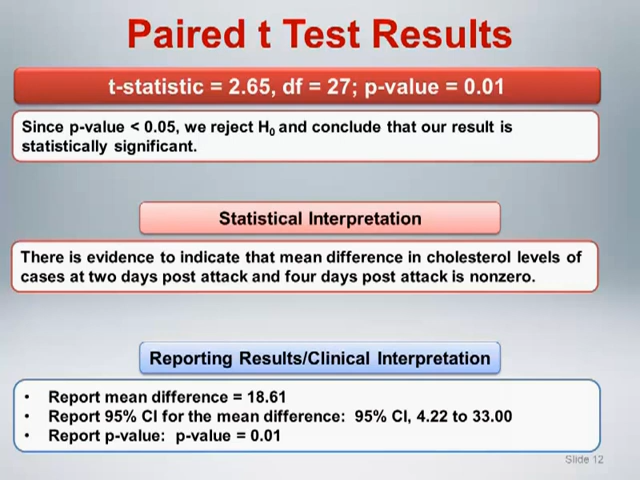 Paired t Test Results
t-statistic = 2.65, df = 27; p-value = 0.01
Since p-value < 0.05, we reject H₀ and conclude that our result is
statistically significant.
Statistical Interpretation
There is evidence to indicate that mean difference in cholesterol levels of
cases at two days post attack and four days post attack is nonzero.
Reporting Results/Clinical Interpretation
• Report mean difference = 18.61
• Report 95% CI for the mean difference: 95% CI, 4.22 to 33.00
• Report p-value: p-value = 0.01
Slide 12